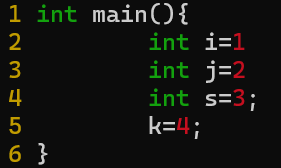 1 int main(){
2         int i=1
3         int j=2
4         int s=3;
5         k=4;
6 }